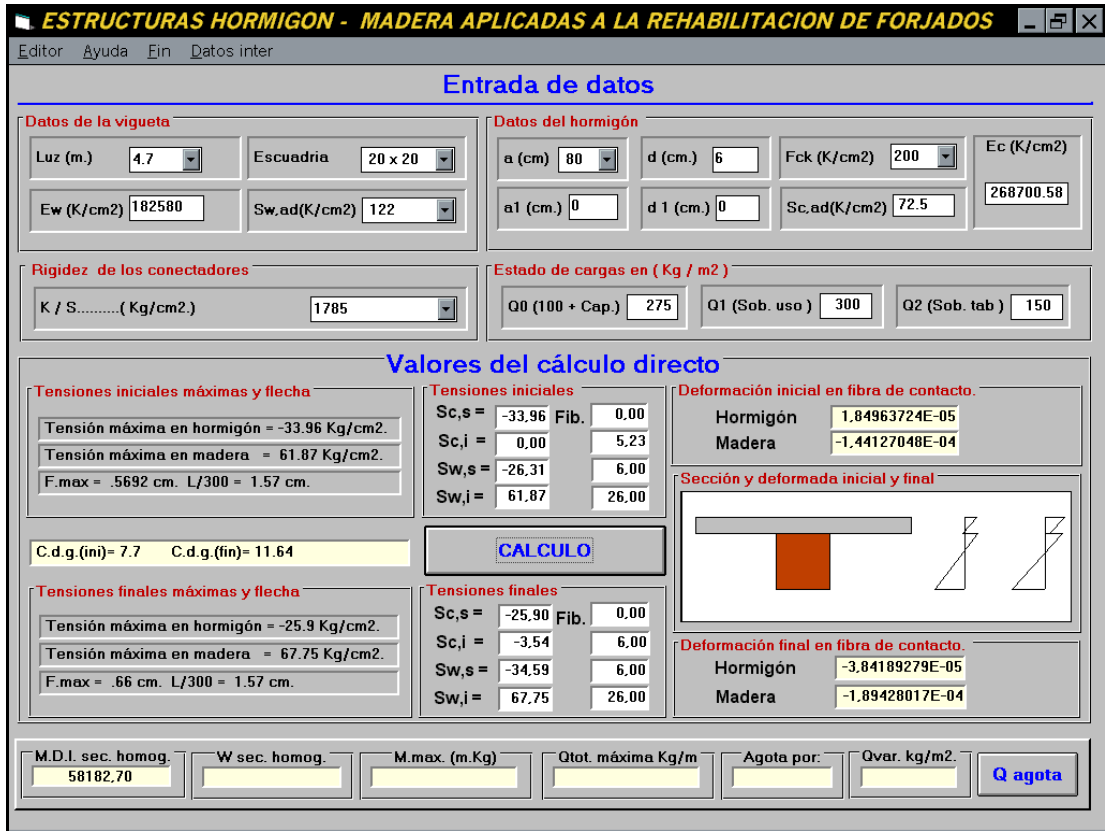 ESTRUCTURAS HORMIGON - MADERA APLICADAS A LA REHABILITACION DE FORJADOS
Editor Ayuda Fin Datos inter
Entrada de datos
Datos de la vigueta
Luz (m.) 4.7 Escuadria 20 x 20
Ew (K/cm2) 182580 Sw,ad(K/cm2) 122
Datos del hormigón
a (cm) 80 d (cm.) 6 Fck (K/cm2) 200 Ec (K/cm2)
a1 (cm.) 0 d 1 (cm.) 0 Sc,ad(K/cm2) 72.5 268700.58
Rigidez de los conectadores
K / S.........( Kg/cm2.) 1785
Estado de cargas en ( Kg / m2 )
Q0 (100 + Cap.) 275 Q1 (Sob. uso ) 300 Q2 (Sob. tab ) 150
Valores del cálculo directo
Tensiones iniciales máximas y flecha
Tensión máxima en hormigón = -33.96 Kg/cm2.
Tensión máxima en madera = 61.87 Kg/cm2.
F.max = .5692 cm. L/300 = 1.57 cm.
Tensiones iniciales
Sc,s = -33,96 Fib. 0,00
Sc,i = 0,00 5,23
Sw,s = -26,31 6,00
Sw,i = 61,87 26,00
Deformación inicial en fibra de contacto.
Hormigón 1,84963724E-05
Madera -1,44127048E-04
Sección y deformada inicial y final
C.d.g.(ini)= 7.7 C.d.g.(fin)= 11.64
CALCULO
Tensiones finales máximas y flecha
Tensión máxima en hormigón = -25.9 Kg/cm2.
Tensión máxima en madera = 67.75 Kg/cm2.
F.max = .66 cm. L/300 = 1.57 cm.
Tensiones finales
Sc,s = -25,90 Fib. 0,00
Sc,i = -3,54 6,00
Sw,s = -34,59 6,00
Sw,i = 67,75 26,00
Deformación final en fibra de contacto.
Hormigón -3,84189279E-05
Madera -1,89428017E-04
M.D.I. sec. homog. W sec. homog. M.max. (m.Kg) Qtot. máxima Kg/m Agota por: Qvar. kg/m2.
58182,70 Q agota